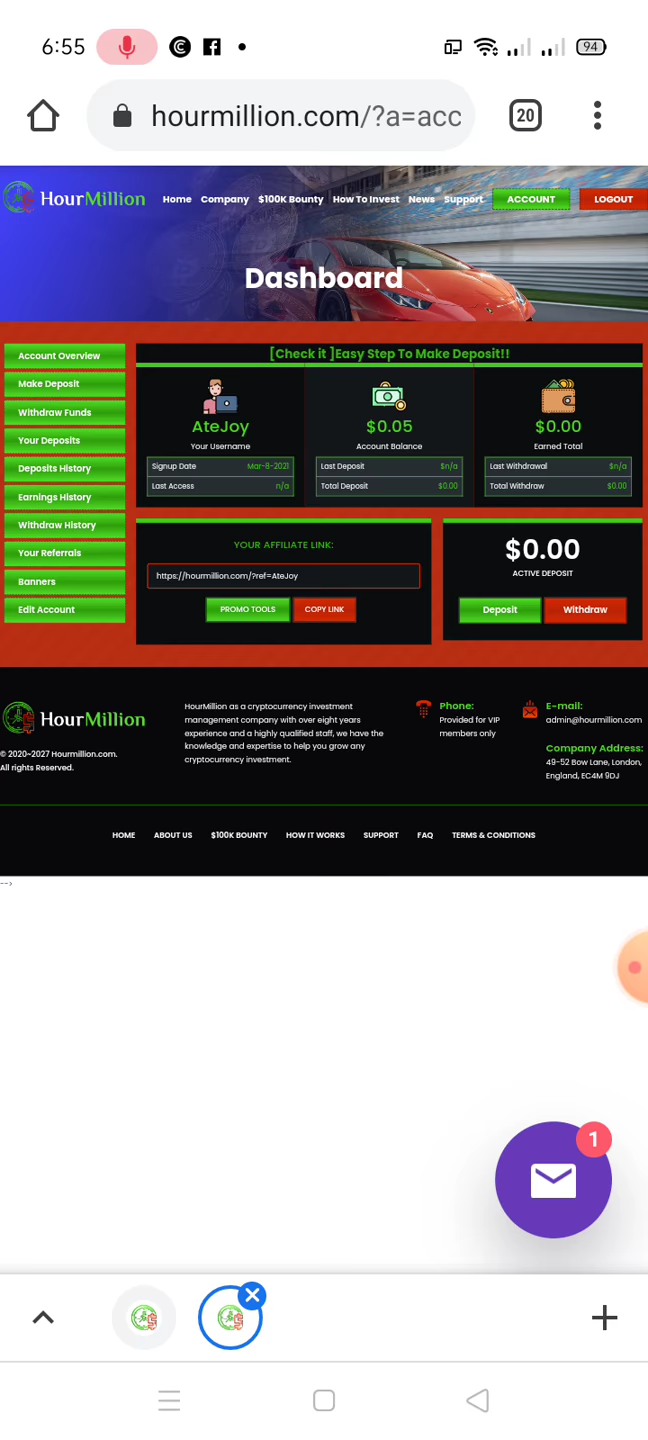 6:55
94
hourmillion.com/?a=acc
20
HourMillion
Home Company $100K Bounty How To Invest News Support ACCOUNT LOGOUT
Dashboard
Account Overview
Make Deposit
Withdraw Funds
Your Deposits
Deposits History
Earnings History
Withdraw History
Your Referrals
Banners
Edit Account
[Check it ]Easy Step To Make Deposit!!
AteJoy
Your Username
Signup Date Mar-8-2021
Last Access n/a
$0.05
Account Balance
Last Deposit $n/a
Total Deposit $0.00
$0.00
Earned Total
Last Withdrawal $n/a
Total Withdraw $0.00
YOUR AFFILIATE LINK:
https://hourmillion.com/?ref=AteJoy
PROMO TOOLS COPY LINK
$0.00
ACTIVE DEPOSIT
Deposit Withdraw
HourMillion
© 2020~2027 Hourmillion.com.
All rights Reserved.
HourMillion as a cryptocurrency investment
management company with over eight years
experience and a highly qualified staff, we have the
knowledge and expertise to help you grow any
cryptocurrency investment.
Phone:
Provided for VIP
members only
E-mail:
admin@hourmillion.com
Company Address:
49-52 Bow Lane, London,
England, EC4M 9DJ
HOME ABOUT US $100K BOUNTY HOW IT WORKS SUPPORT FAQ TERMS & CONDITIONS
-->
1